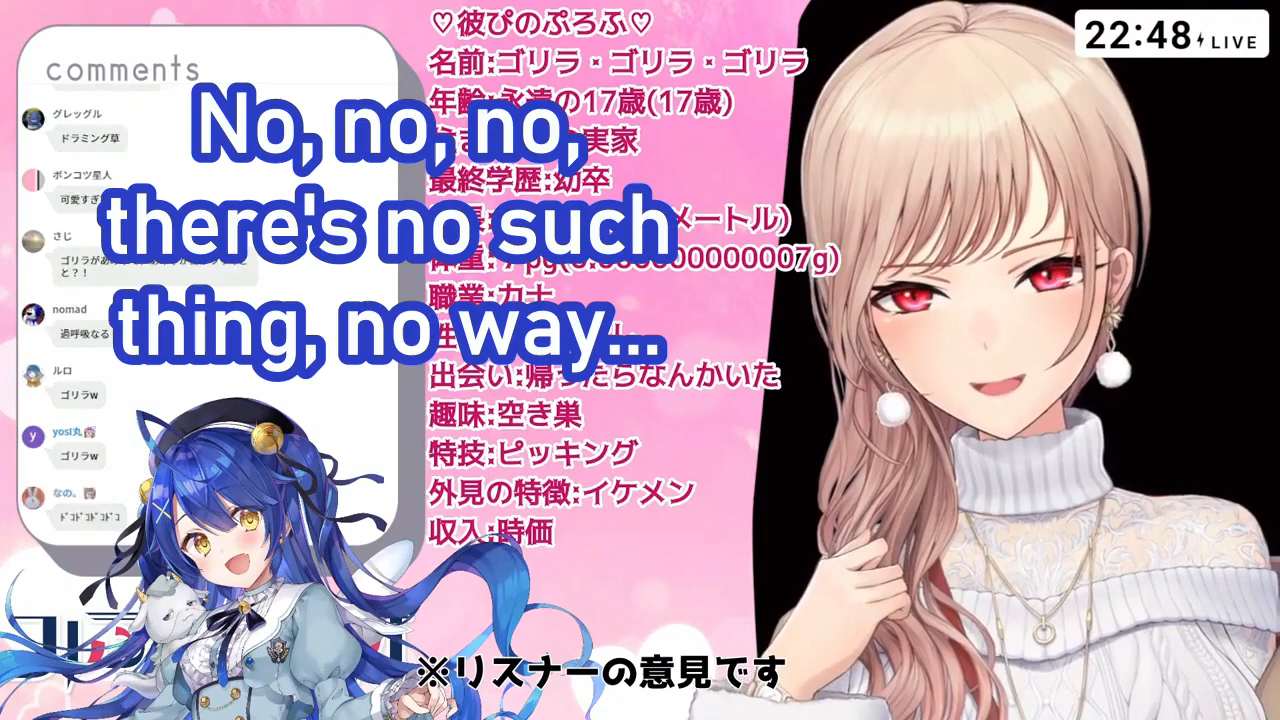 comments
グレッグル
ドラミング草
ポンコツ星人
可愛すぎ
さじ
ゴリラが
と?!
nomad
過呼吸なる
ルロ
ゴリラw
y
yosi丸
ゴリラw
なの。
ﾄﾞｺﾄﾞｺﾄﾞｺﾄﾞｺ
No, no, no,
there's no such
thing, no way...
♡彼ぴのぷろふ♡
名前:ゴリラ・ゴリラ・ゴリラ
年齢:永遠の17歳(17歳)
実家
最終学歴:幼卒
メートル)
体重:7pg(0.000000000007g)
職業:力士
出会い:帰ったらなんかいた
趣味:空き巣
特技:ピッキング
外見の特徴:イケメン
収入:時価
22:48 LIVE
※リスナーの意見です